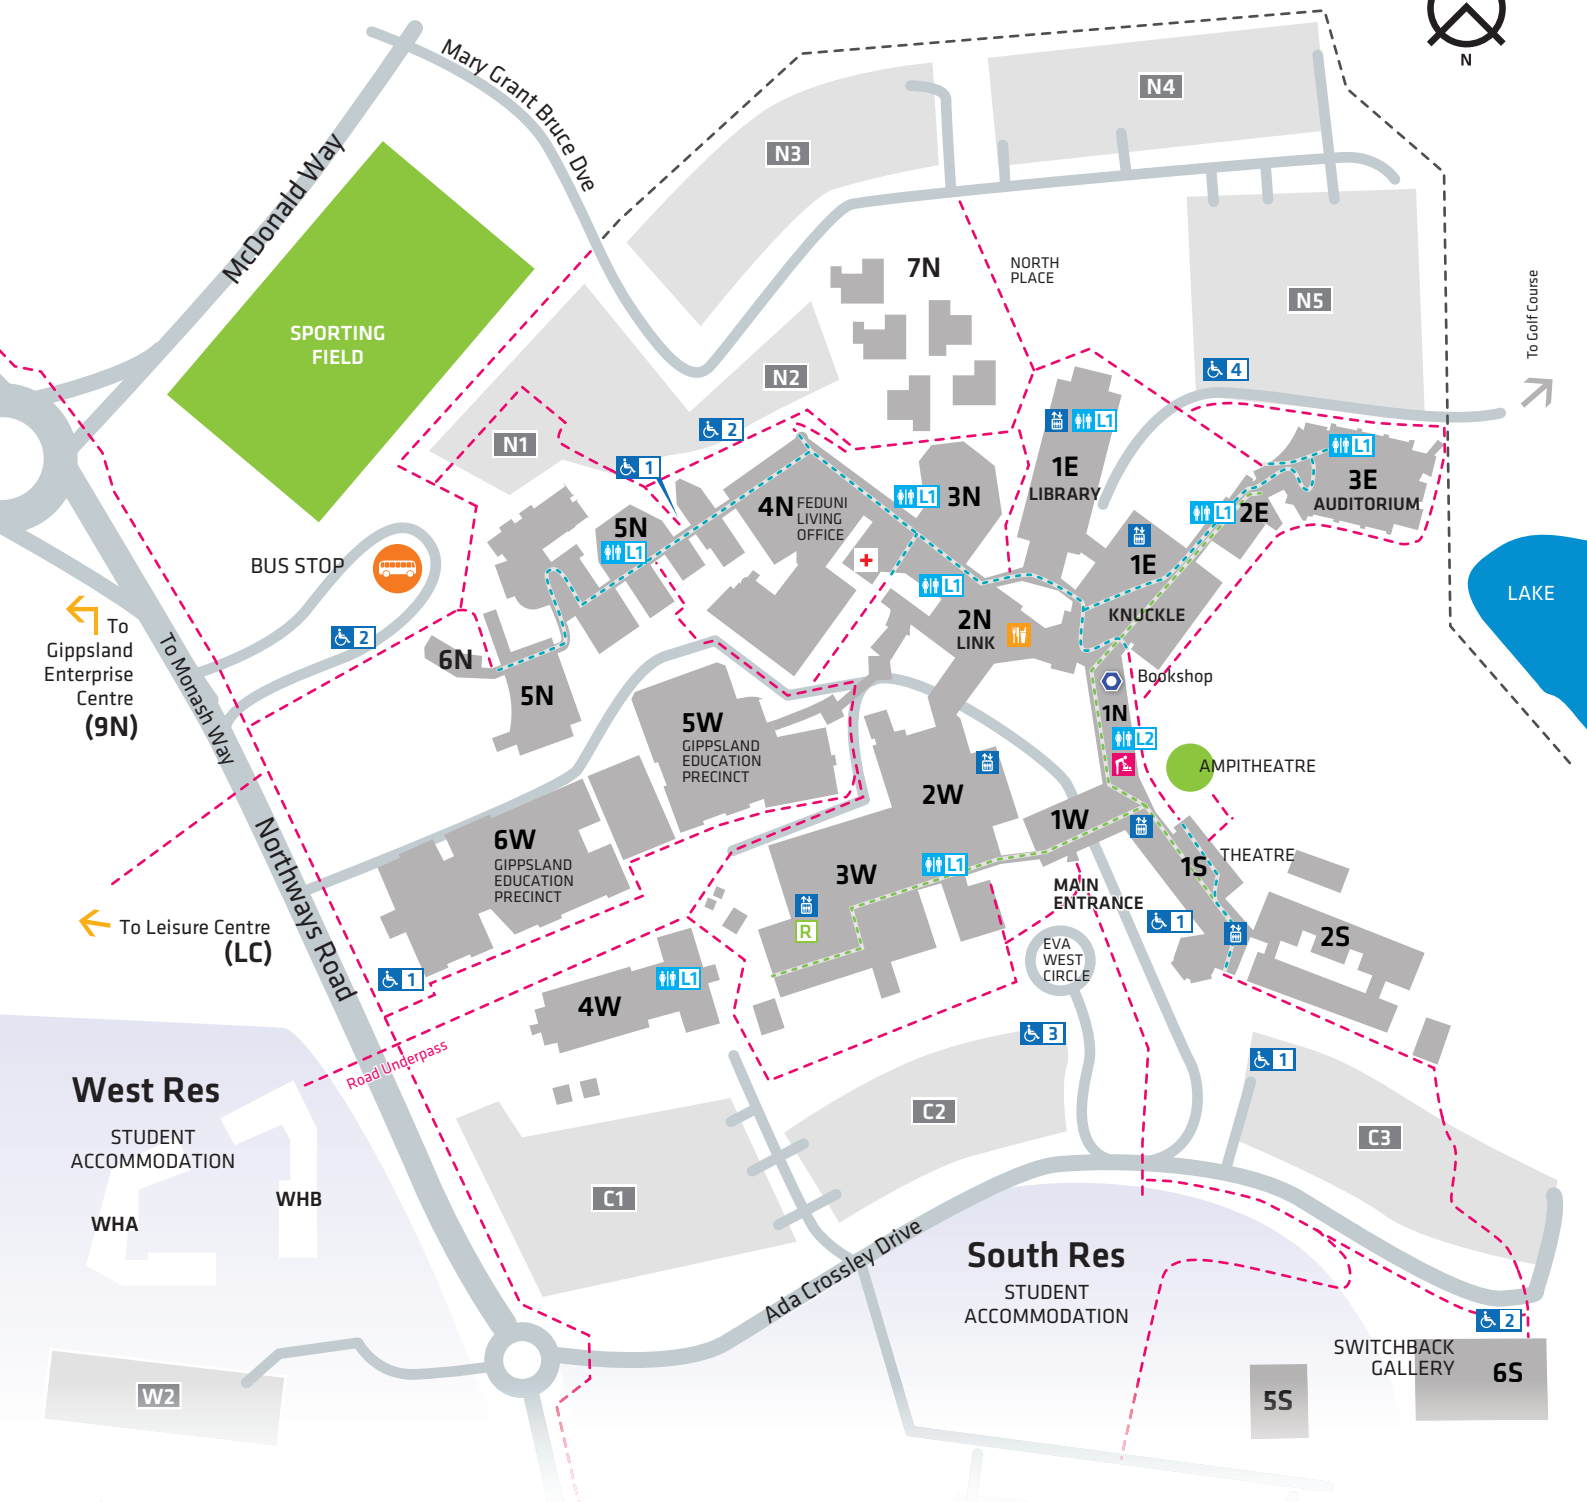 N
Mary Grant Bruce Dve
McDonald Way
N4
N3
SPORTING
FIELD
7N
NORTH
PLACE
N5
To Golf Course
4
N2
2
N1
1
L1
1E
LIBRARY
L1
3E
AUDITORIUM
4N
FEDUNI
LIVING
OFFICE
L1
3N
5N
L1
L1
2E
BUS STOP
1E
L1
LAKE
To
Gippsland
Enterprise
Centre
(9N)
2
2N
LINK
KNUCKLE
To Monash Way
6N
5N
Bookshop
1N
L2
5W
GIPPSLAND
EDUCATION
PRECINCT
AMPITHEATRE
2W
1W
6W
GIPPSLAND
EDUCATION
PRECINCT
3W
L1
1S
THEATRE
Northways Road
MAIN
ENTRANCE
To Leisure Centre
(LC)
R
1
2S
EVA
WEST
CIRCLE
1
L1
4W
3
1
Road Underpass
West Res
STUDENT
ACCOMMODATION
C2
C3
WHB
WHA
C1
Ada Crossley Drive
South Res
STUDENT
ACCOMMODATION
2
SWITCHBACK
GALLERY
6S
5S
W2